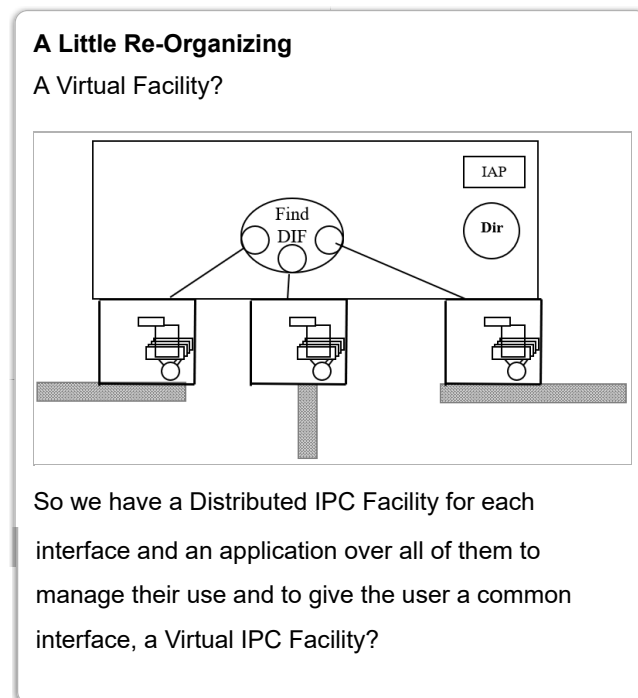 A Little Re-Organizing
A Virtual Facility?
IAP
Find
DIF
Dir
So we have a Distributed IPC Facility for each
interface and an application over all of them to
manage their use and to give the user a common
interface, a Virtual IPC Facility?